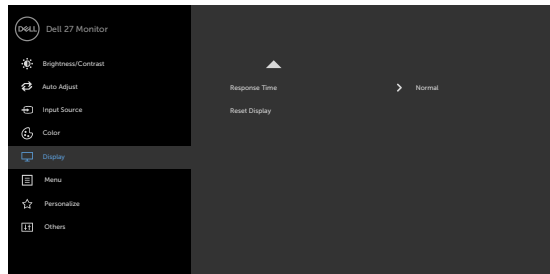 DELL Dell 27 Monitor
Brightness/Contrast
Auto Adjust
Response Time Normal
Input Source
Reset Display
Color
Display
Menu
Personalize
Others